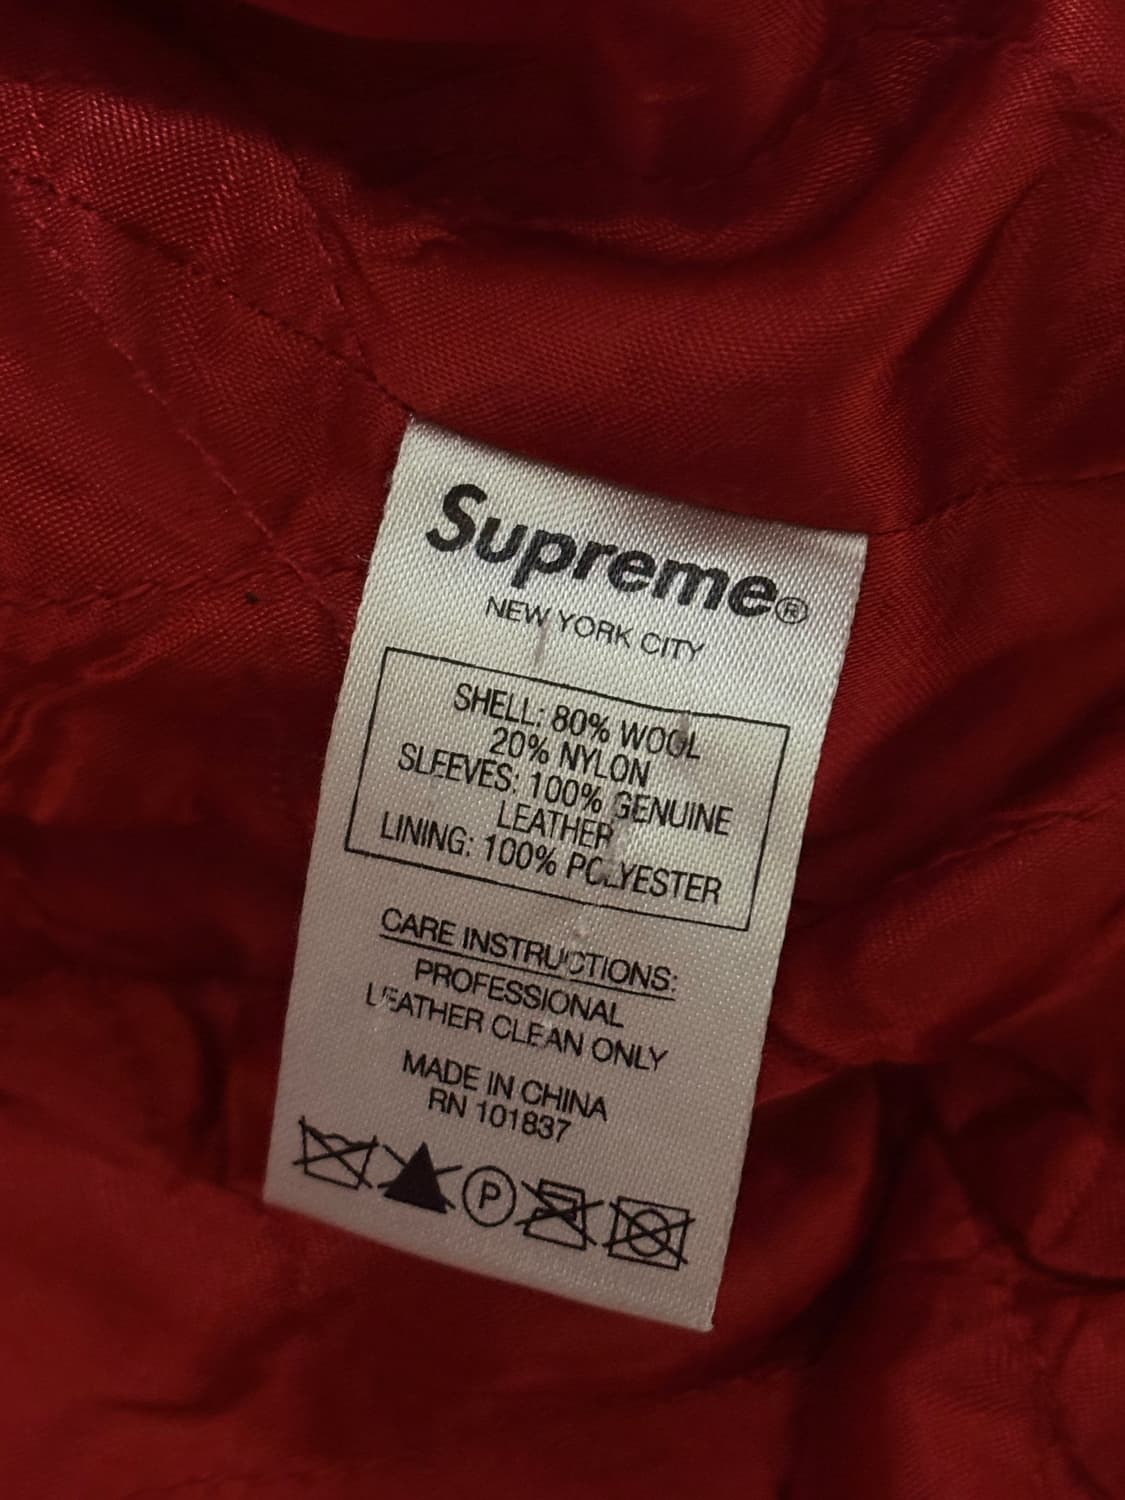 Supreme®
NEW YORK CITY
SHELL: 80% WOOL
20% NYLON
SLEEVES: 100% GENUINE
LEATHER
LINING: 100% POLYESTER
CARE INSTRUCTIONS:
PROFESSIONAL
LEATHER CLEAN ONLY
MADE IN CHINA
RN 101837
P